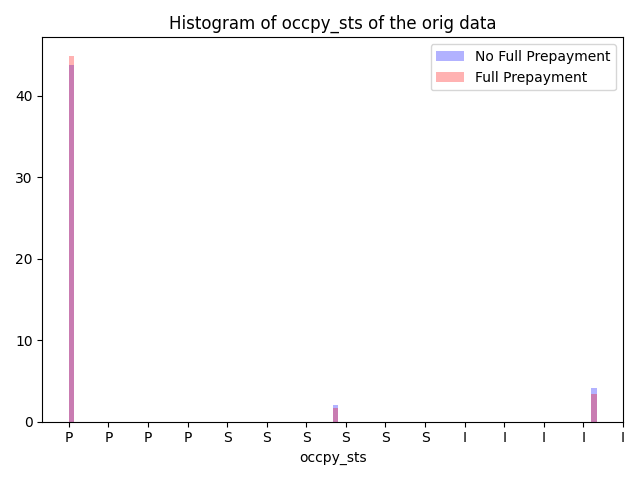 Histogram of occpy_sts of the orig data
No Full Prepayment
Full Prepayment
40
30
20
10
0
P P P P S S S S S S I I I I I
occpy_sts